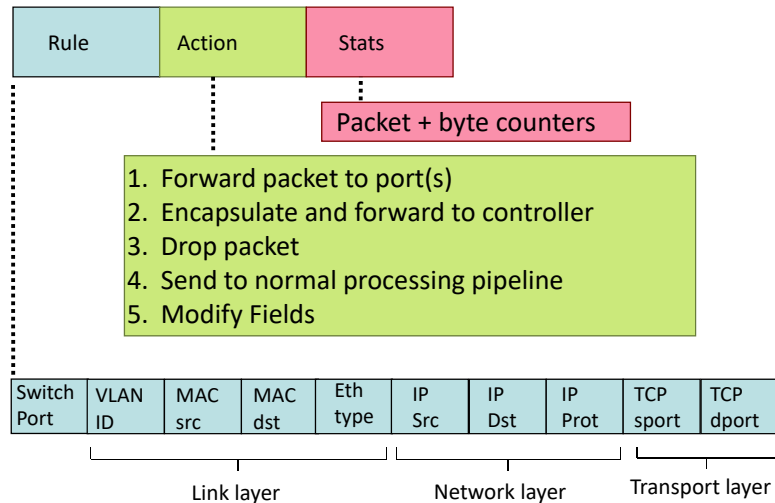 Rule Action Stats
Packet + byte counters
1. Forward packet to port(s)
2. Encapsulate and forward to controller
3. Drop packet
4. Send to normal processing pipeline
5. Modify Fields
Switch Port
VLAN ID
MAC src
MAC dst
Eth type
IP Src
IP Dst
IP Prot
TCP sport
TCP dport
Link layer
Network layer
Transport layer